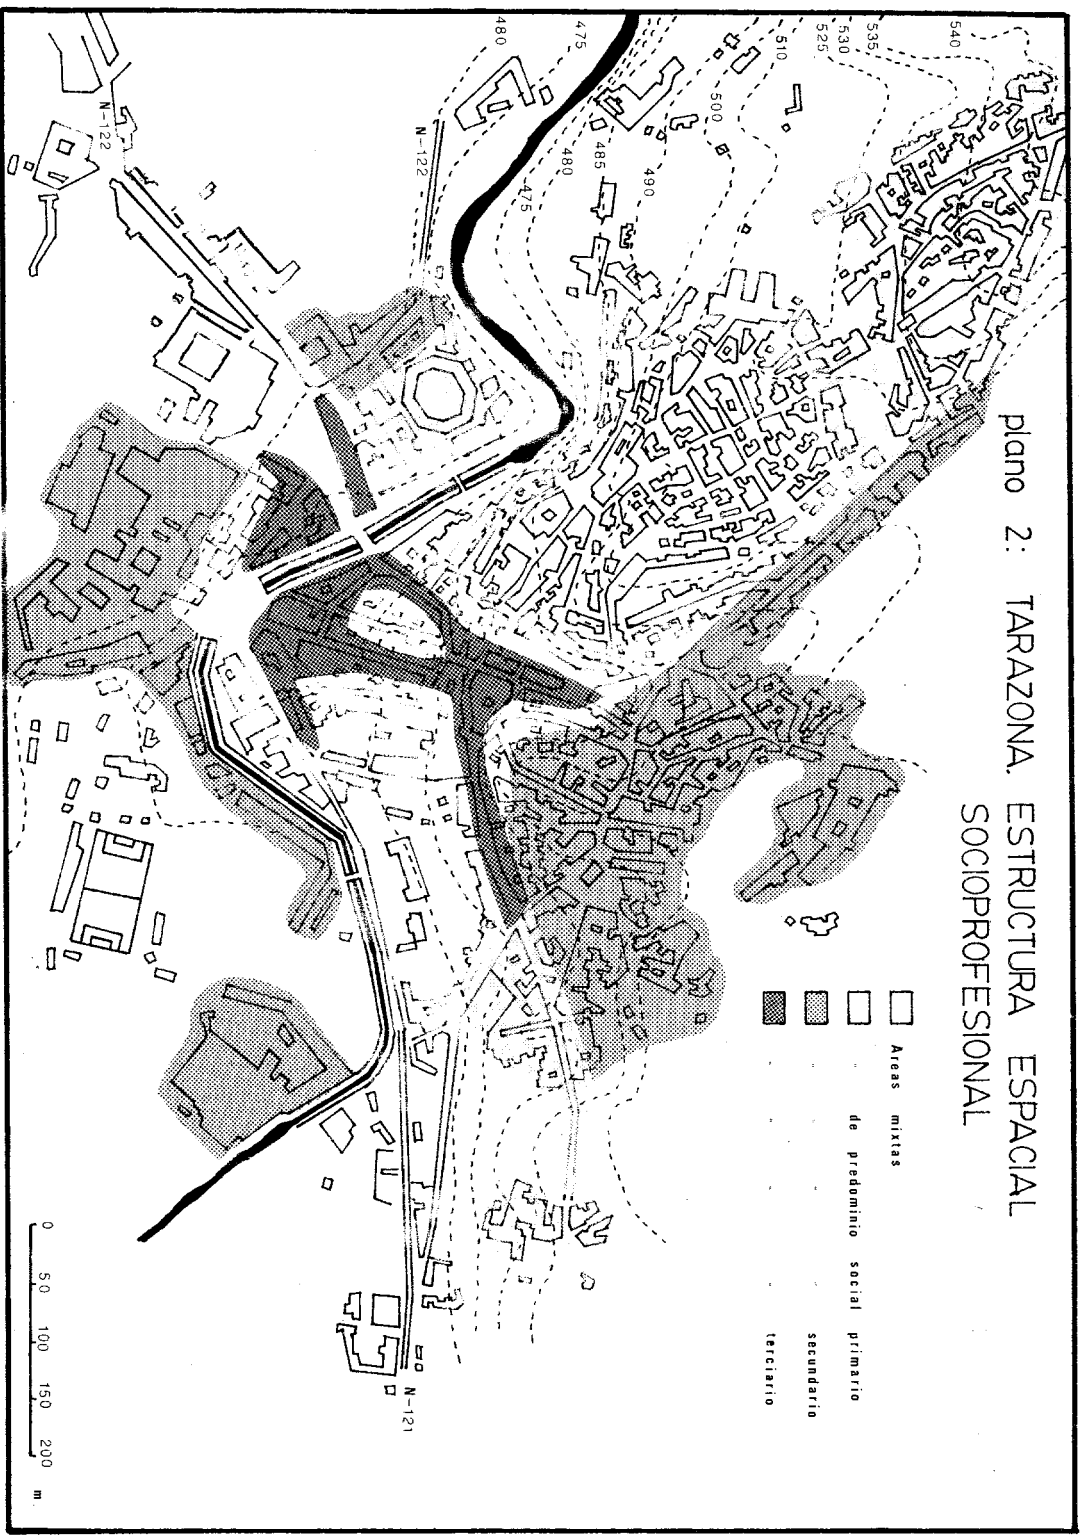 plano 2: TARAZONA. ESTRUCTURA ESPACIAL
SOCIOPROFESIONAL
Areas mixtas
" de predominio social primario
" " " " secundario
" " " " terciario
540
535
530
525
510
500
490
485
480
475
475
480
N-122
N-122
N-121
0 50 100 150 200 m